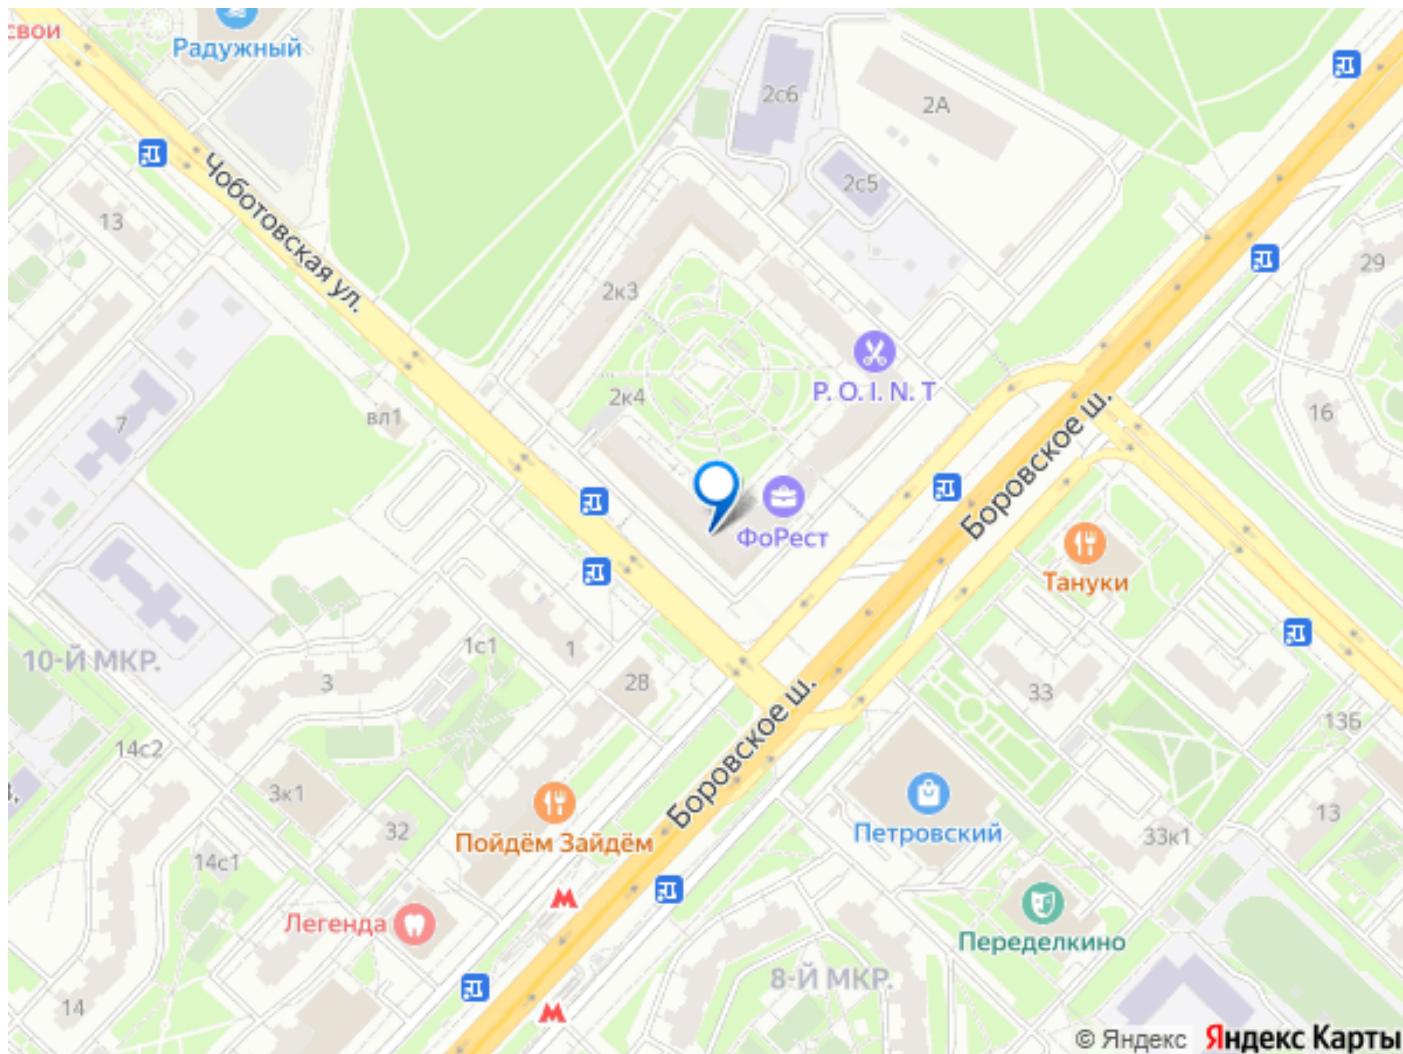 свои
Радужный
2с6
2А
2с5
13
Чоботовская ул.
29
2к3
P. O. I. N. T
2к4
вл1
7
16
Боровское ш.
ФоРест
Тануки
10-Й МКР.
3
1с1
1
2В
33
13Б
14с2
Боровское ш.
3к1
32
Пойдём Зайдём
Петровский
33к1
13
14с1
Легенда
Переделкино
8-Й МКР.
14
© Яндекс Яндекс Карты